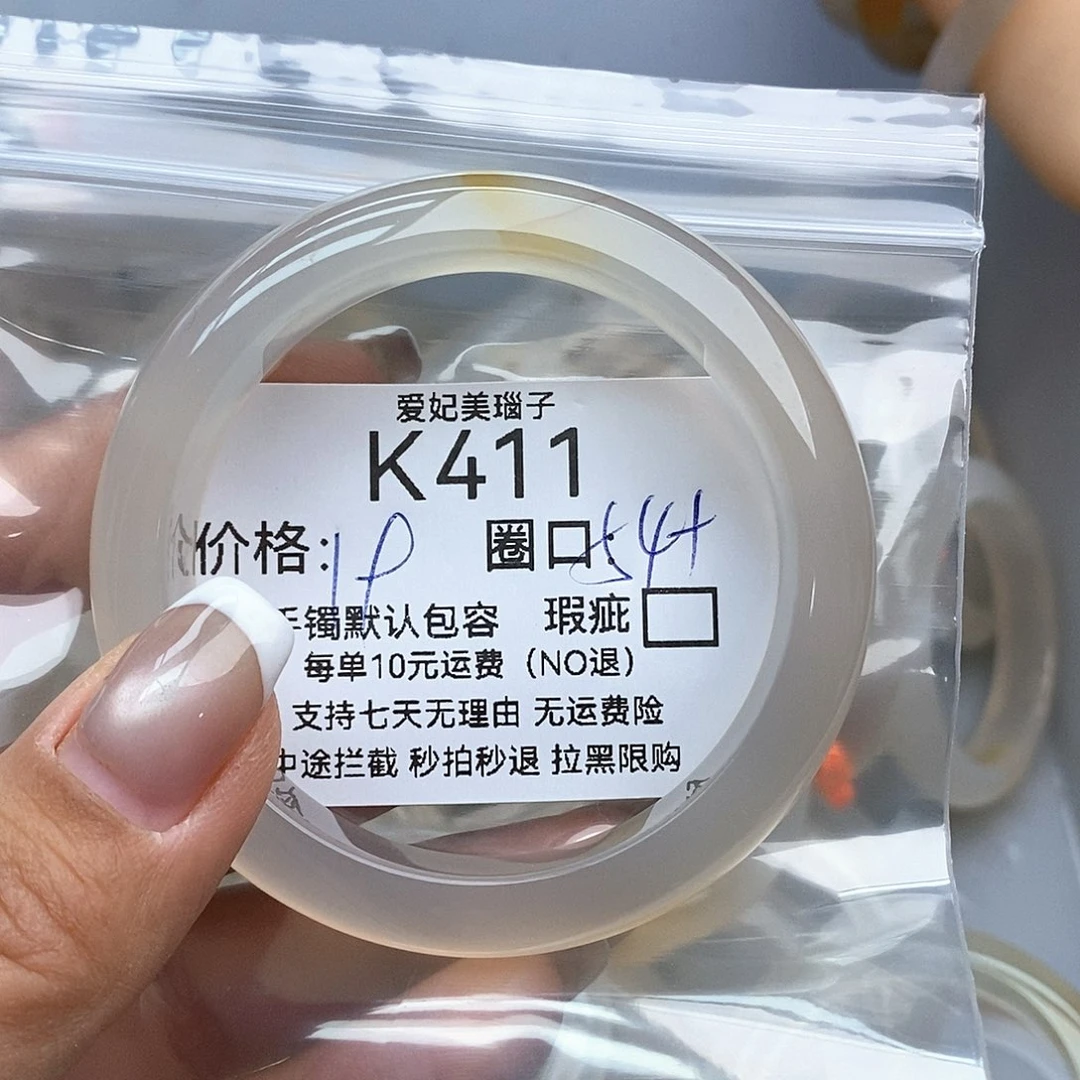 爱妃美瑙子
K411
价格: 圈口:54+
手镯默认包容 瑕疵
每单10元运费（NO退）
支持七天无理由 无运费险
中途拦截 秒拍秒退 拉黑限购